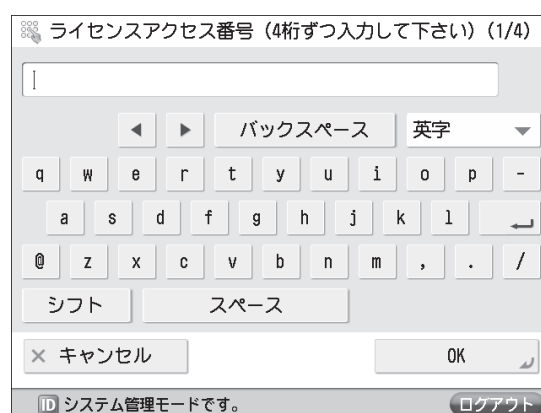 ライセンスアクセス番号 (4桁ずつ入力して下さい) (1/4)
◀ ▶ バックスペース 英字 ▼
q w e r t y u i o p -
a s d f g h j k l
@ z x c v b n m , . /
シフト スペース
× キャンセル OK
ID システム管理モードです。 ログアウト